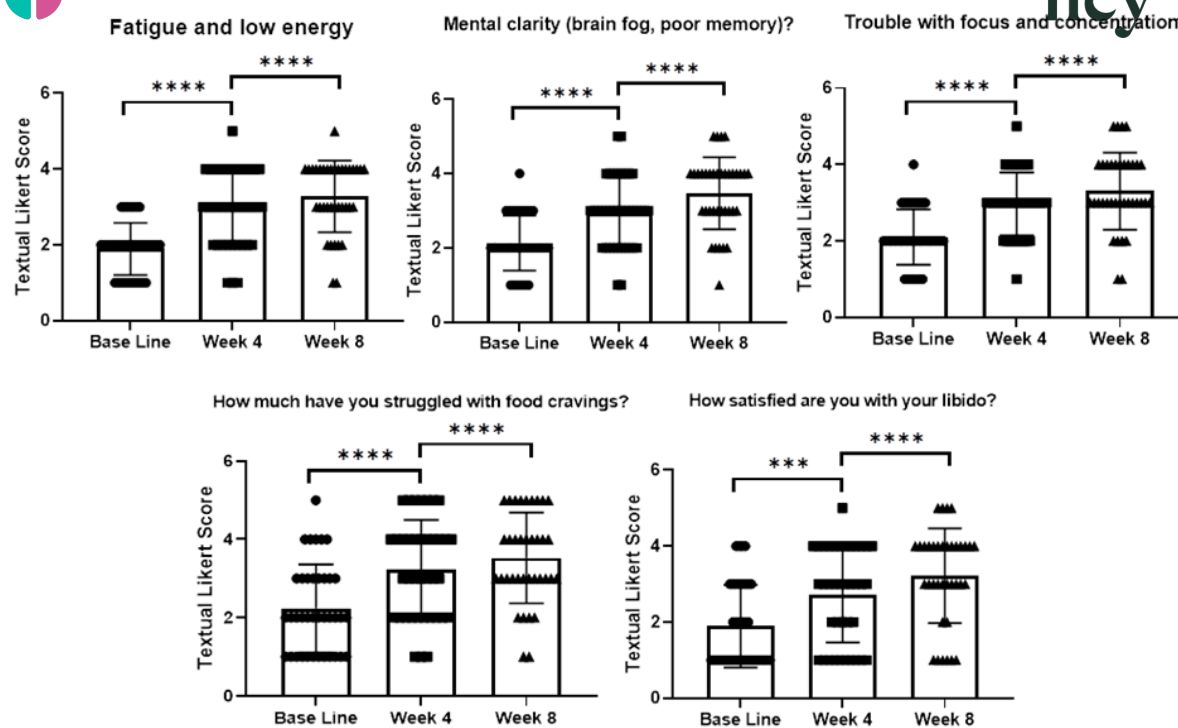 Fatigue and low energy
****
****
6
4
2
0
Textual Likert Score
Base Line Week 4 Week 8
Mental clarity (brain fog, poor memory)?
****
****
6
4
2
0
Textual Likert Score
Base Line Week 4 Week 8
Trouble with focus and concentration
****
****
6
4
2
0
Textual Likert Score
Base Line Week 4 Week 8
How much have you struggled with food cravings?
****
****
6
4
2
0
Textual Likert Score
Base Line Week 4 Week 8
How satisfied are you with your libido?
***
****
6
4
2
0
Textual Likert Score
Base Line Week 4 Week 8